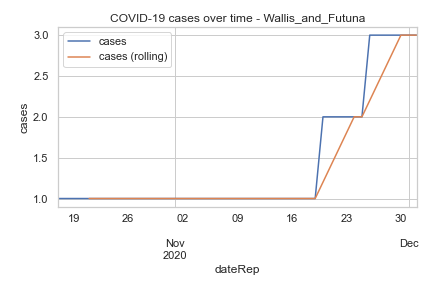 COVID-19 cases over time - Wallis_and_Futuna
cases
cases (rolling)
3.0
2.5
2.0
1.5
1.0
cases
19 26 02 09 16 23 30
Nov Dec
2020
dateRep